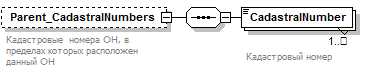 Parent_CadastralNumbers
CadastralNumber
1..
Кадастровые номера ОН, в
пределах которых расположен
данный ОН
Кадастровый номер